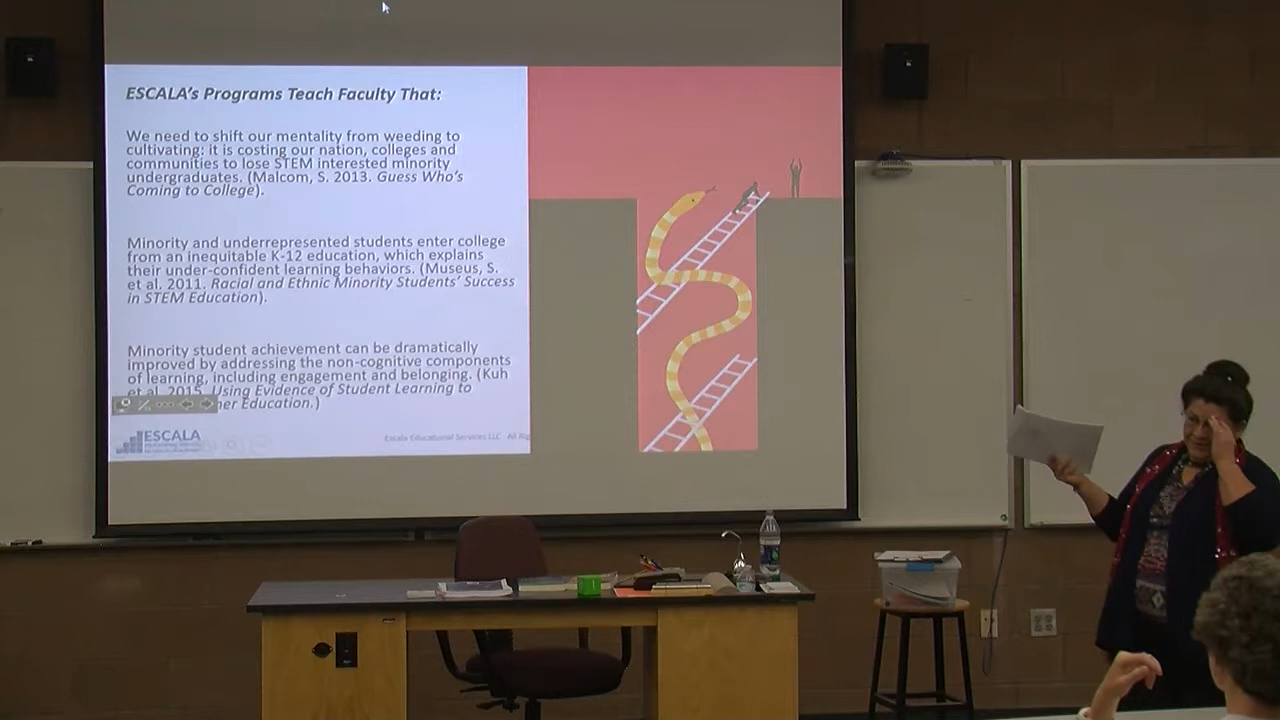 ESCALA's Programs Teach Faculty That:
We need to shift our mentality from weeding to
cultivating: it is costing our nation, colleges and
communities to lose STEM interested minority
undergraduates. (Malcom, S. 2013. Guess Who's
Coming to College).
Minority and underrepresented students enter college
from an inequitable K-12 education, which explains
their under-confident learning behaviors. (Museus, S.
et al. 2011. Racial and Ethnic Minority Students' Success
in STEM Education).
Minority student achievement can be dramatically
improved by addressing the non-cognitive components
of learning, including engagement and belonging. (Kuh
et al. 2015. Using Evidence of Student Learning to
her Education.)
ESCALA
Escala Educational Services LLC All Rig